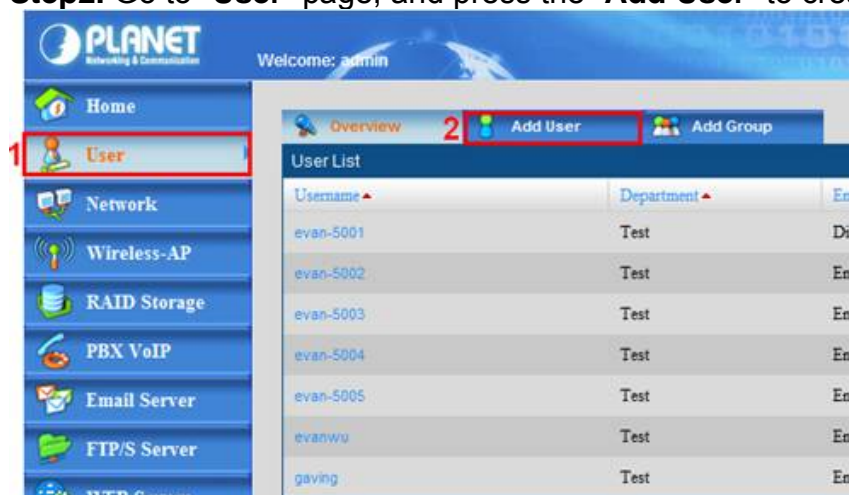 Step2. Go to "User" page, and press the "Add User" to
PLANET
Networking & Communication
Welcome: admin
Home
1
User
Network
Wireless-AP
RAID Storage
PBX VoIP
Email Server
FTP/S Server
Overview
2
Add User
Add Group
User List
Username Department
evan-5001 Test
evan-5002 Test
evan-5003 Test
evan-5004 Test
evan-5005 Test
evanwu Test
gaving Test